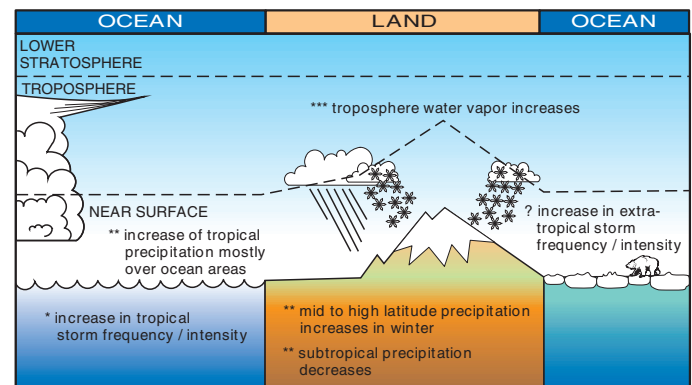 OCEAN
LAND
OCEAN
LOWER
STRATOSPHERE
TROPOSPHERE
*** troposphere water vapor increases
NEAR SURFACE
** increase of tropical
precipitation mostly
over ocean areas
? increase in extra-
tropical storm
frequency / intensity
* increase in tropical
storm frequency / intensity
** mid to high latitude precipitation
increases in winter
** subtropical precipitation
decreases